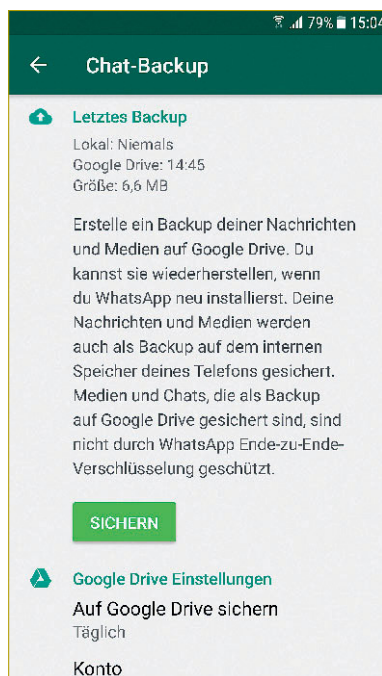 79% 15:04
Chat-Backup
Letztes Backup
Lokal: Niemals
Google Drive: 14:45
Größe: 6,6 MB
Erstelle ein Backup deiner Nachrichten
und Medien auf Google Drive. Du
kannst sie wiederherstellen, wenn
du WhatsApp neu installierst. Deine
Nachrichten und Medien werden
auch als Backup auf dem internen
Speicher deines Telefons gesichert.
Medien und Chats, die als Backup
auf Google Drive gesichert sind, sind
nicht durch WhatsApp Ende-zu-Ende-
Verschlüsselung geschützt.
SICHERN
Google Drive Einstellungen
Auf Google Drive sichern
Täglich
Konto